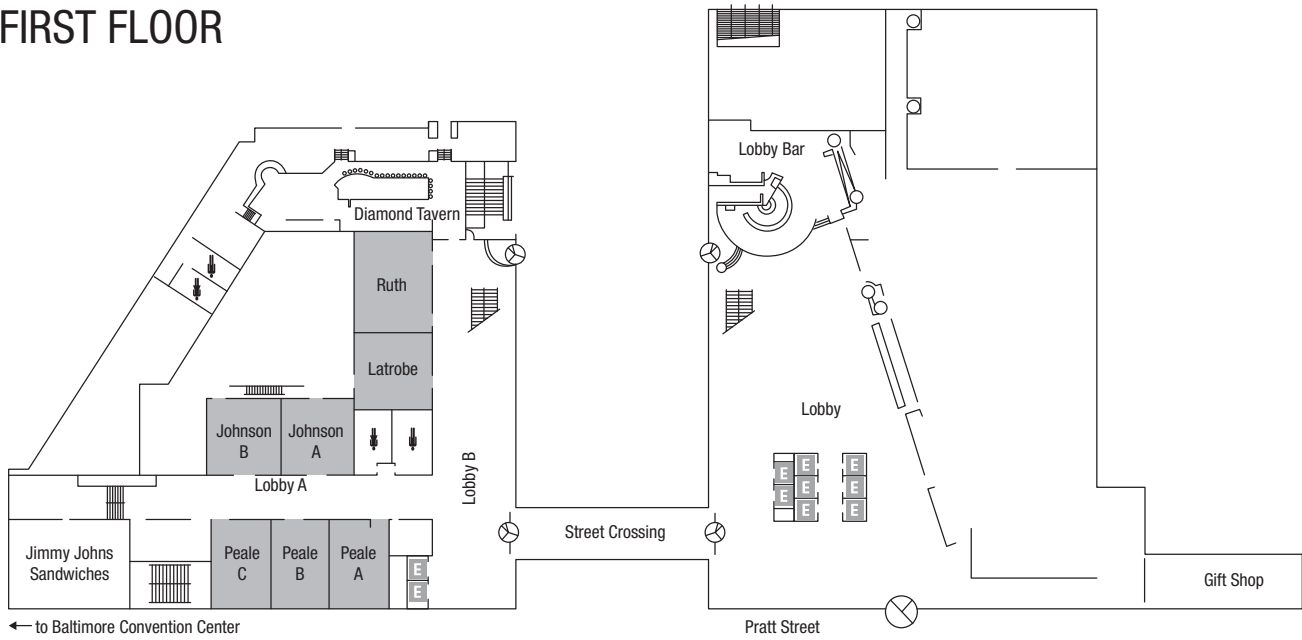 FIRST FLOOR
Lobby Bar
Diamond Tavern
Ruth
Latrobe
Lobby
Johnson
B
Johnson
A
Lobby A
Lobby B
E
E
E
E
E
E
E
E
Street Crossing
Jimmy Johns
Sandwiches
Peale
C
Peale
B
Peale
A
E
E
Gift Shop
← to Baltimore Convention Center
Pratt Street